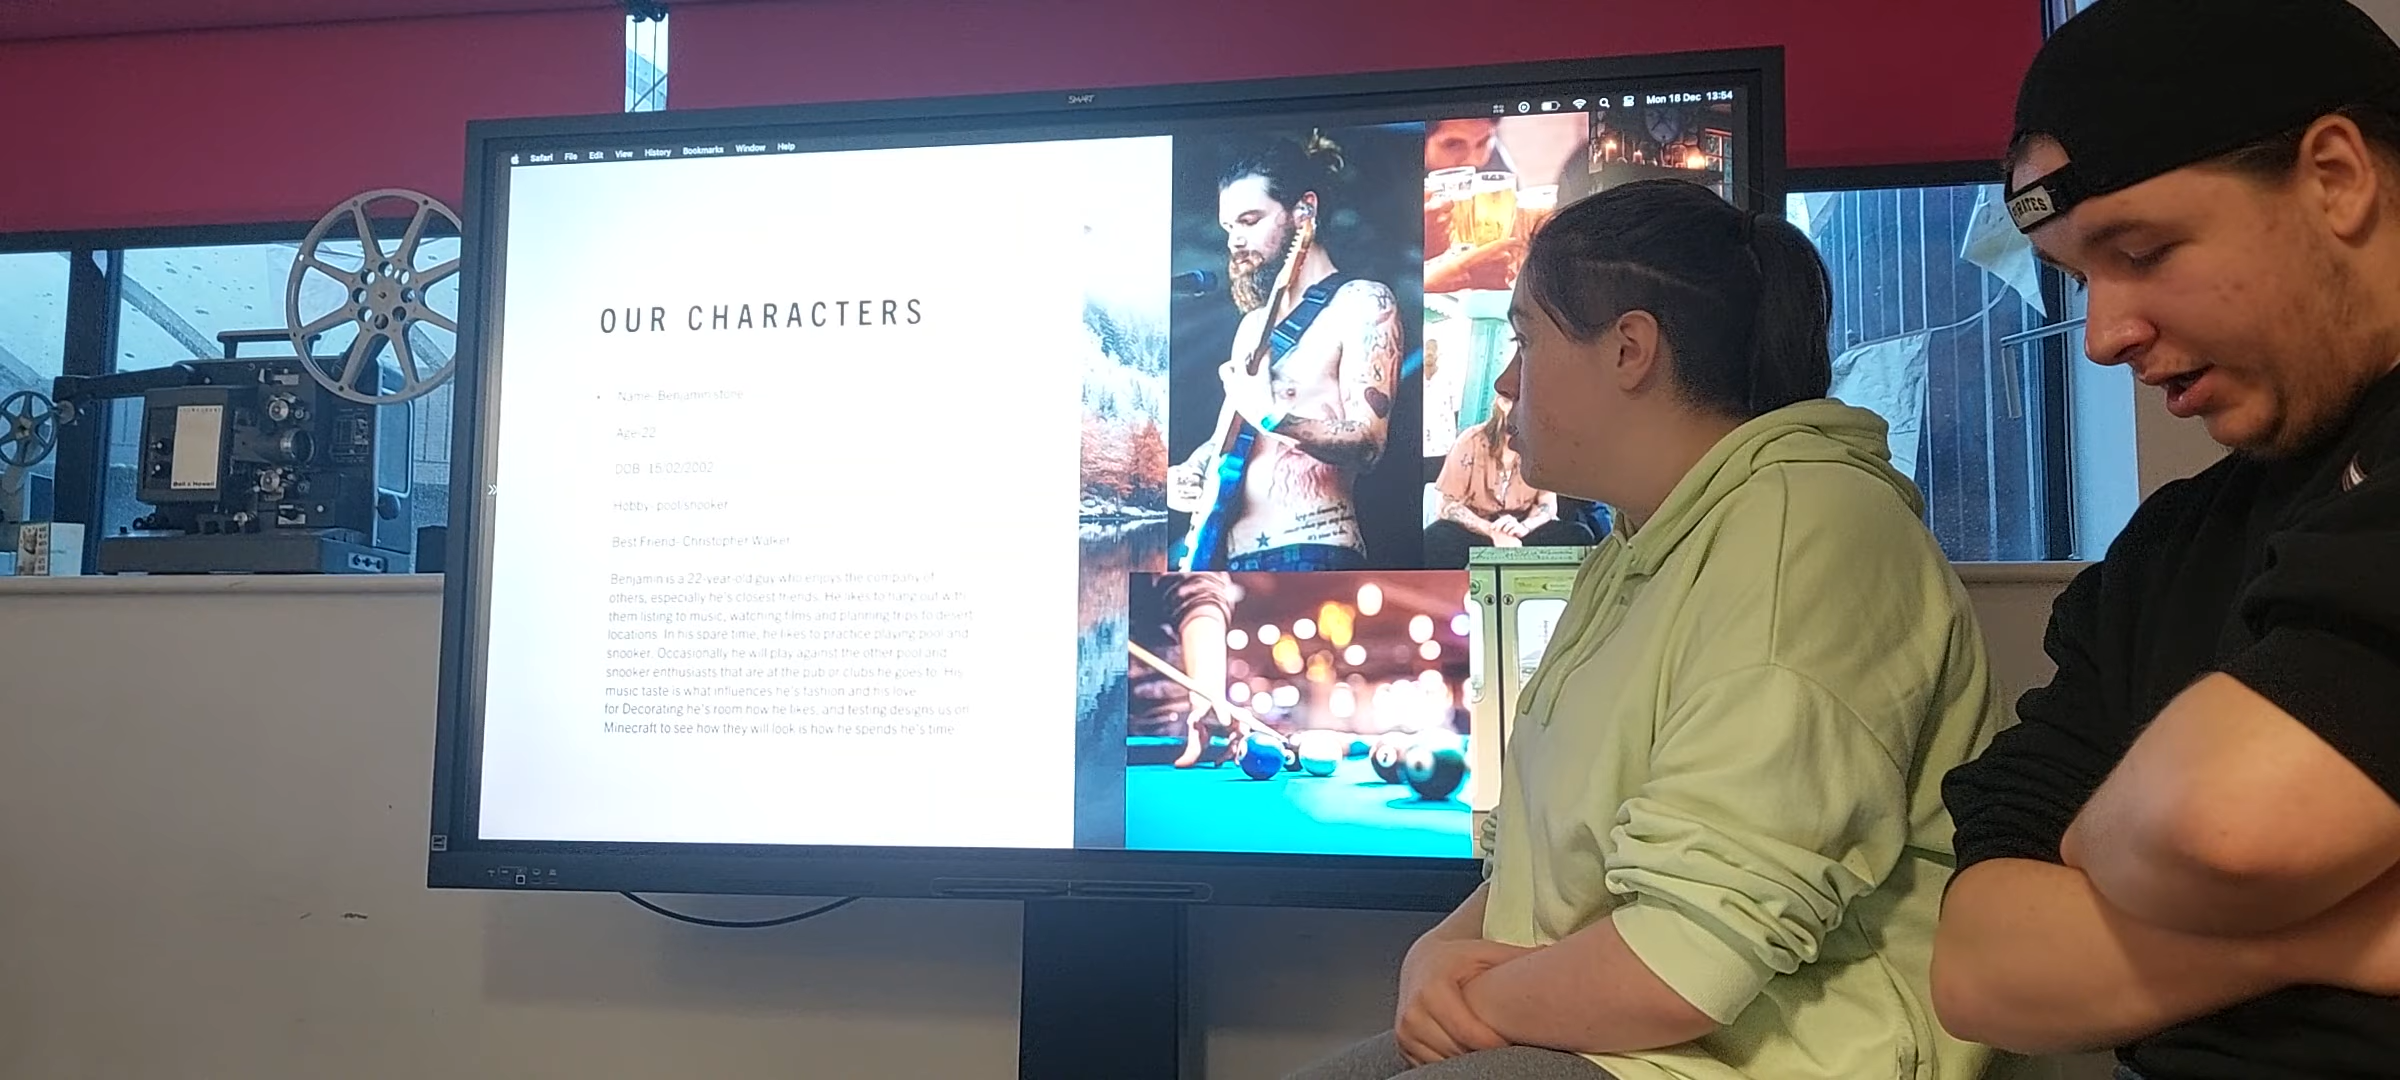 SMART
Safari File Edit View History Bookmarks Window Help
Mon 16 Dec 13:54
OUR CHARACTERS
Name- Benjamin stone
Age-22
DOB- 15/02/2002
Hobby- pool/snooker
Best Friend- Christopher Walker
Benjamin is a 22-year-old guy who enjoys the company of
others, especially he's closest friends. He likes to hang out with
them listing to music, watching films and planning trips to desert
locations. In his spare time, he likes to practice playing pool and
snooker. Occasionally he will play against the other pool and
snooker enthusiasts that are at the pub or clubs he goes to. His
music taste is what influences he's fashion and his love
for Decorating he's room how he likes, and testing designs us on
Minecraft to see how they will look is how he spends he's time
Bell & Howell
PIRATES